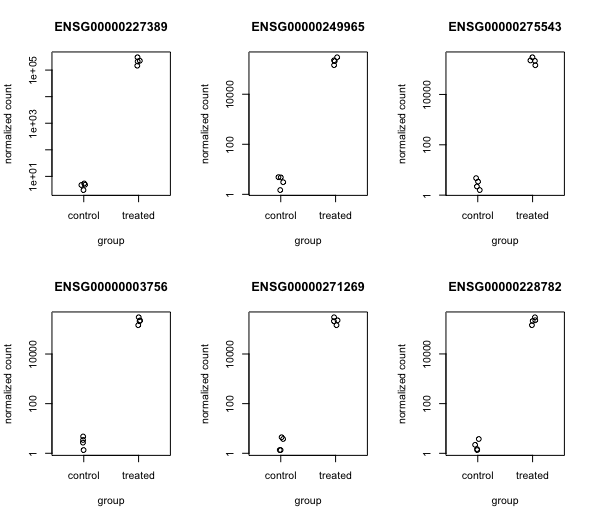 ENSG00000227389
normalized count
1e+05
1e+03
1e+01
control treated
group
ENSG00000249965
normalized count
10000
100
1
control treated
group
ENSG00000275543
normalized count
10000
100
1
control treated
group
ENSG00000003756
normalized count
10000
100
1
control treated
group
ENSG00000271269
normalized count
10000
100
1
control treated
group
ENSG00000228782
normalized count
10000
100
1
control treated
group